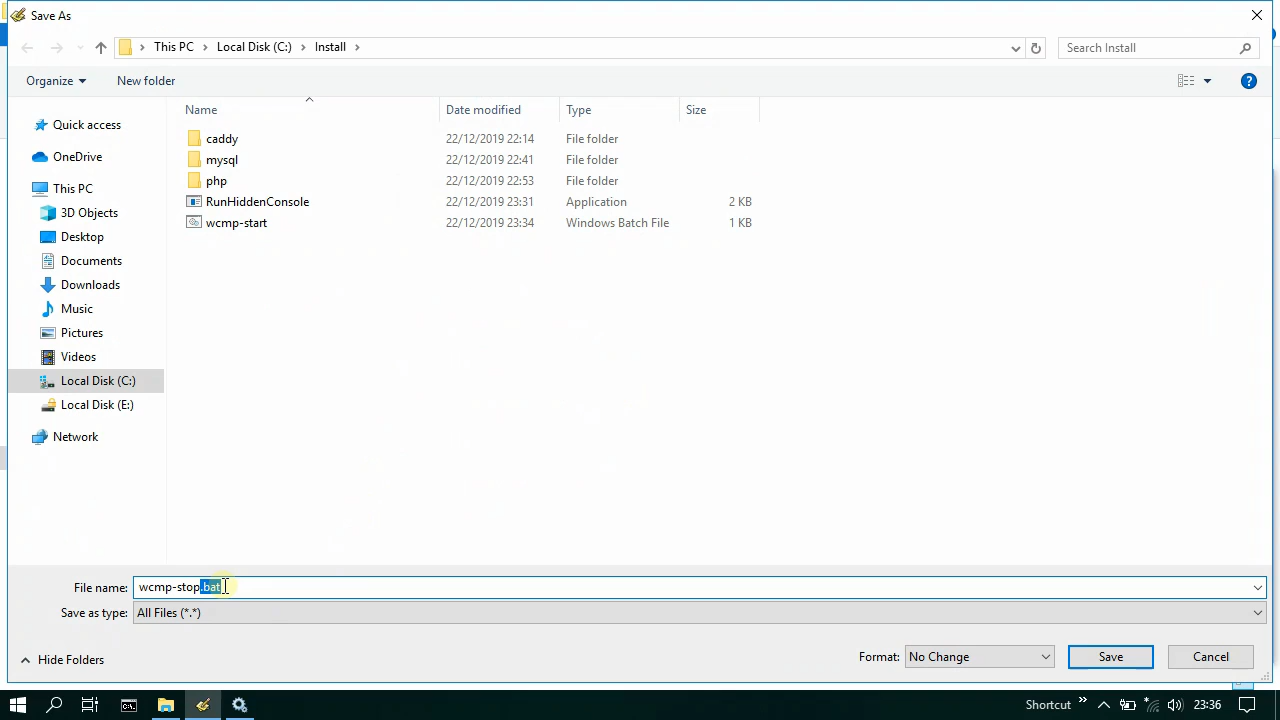 Save As
This PC > Local Disk (C:) > Install >
Search Install
Organize
New folder
?
Name Date modified Type Size
caddy 22/12/2019 22:14 File folder
mysql 22/12/2019 22:41 File folder
php 22/12/2019 22:53 File folder
RunHiddenConsole 22/12/2019 23:31 Application 2 KB
wcmp-start 22/12/2019 23:34 Windows Batch File 1 KB
Quick access
OneDrive
This PC
3D Objects
Desktop
Documents
Downloads
Music
Pictures
Videos
Local Disk (C:)
Local Disk (E:)
Network
File name: wcmp-stop.bat
Save as type: All Files (*.*)
Hide Folders
Format: No Change
Save
Cancel
Shortcut » 23:36